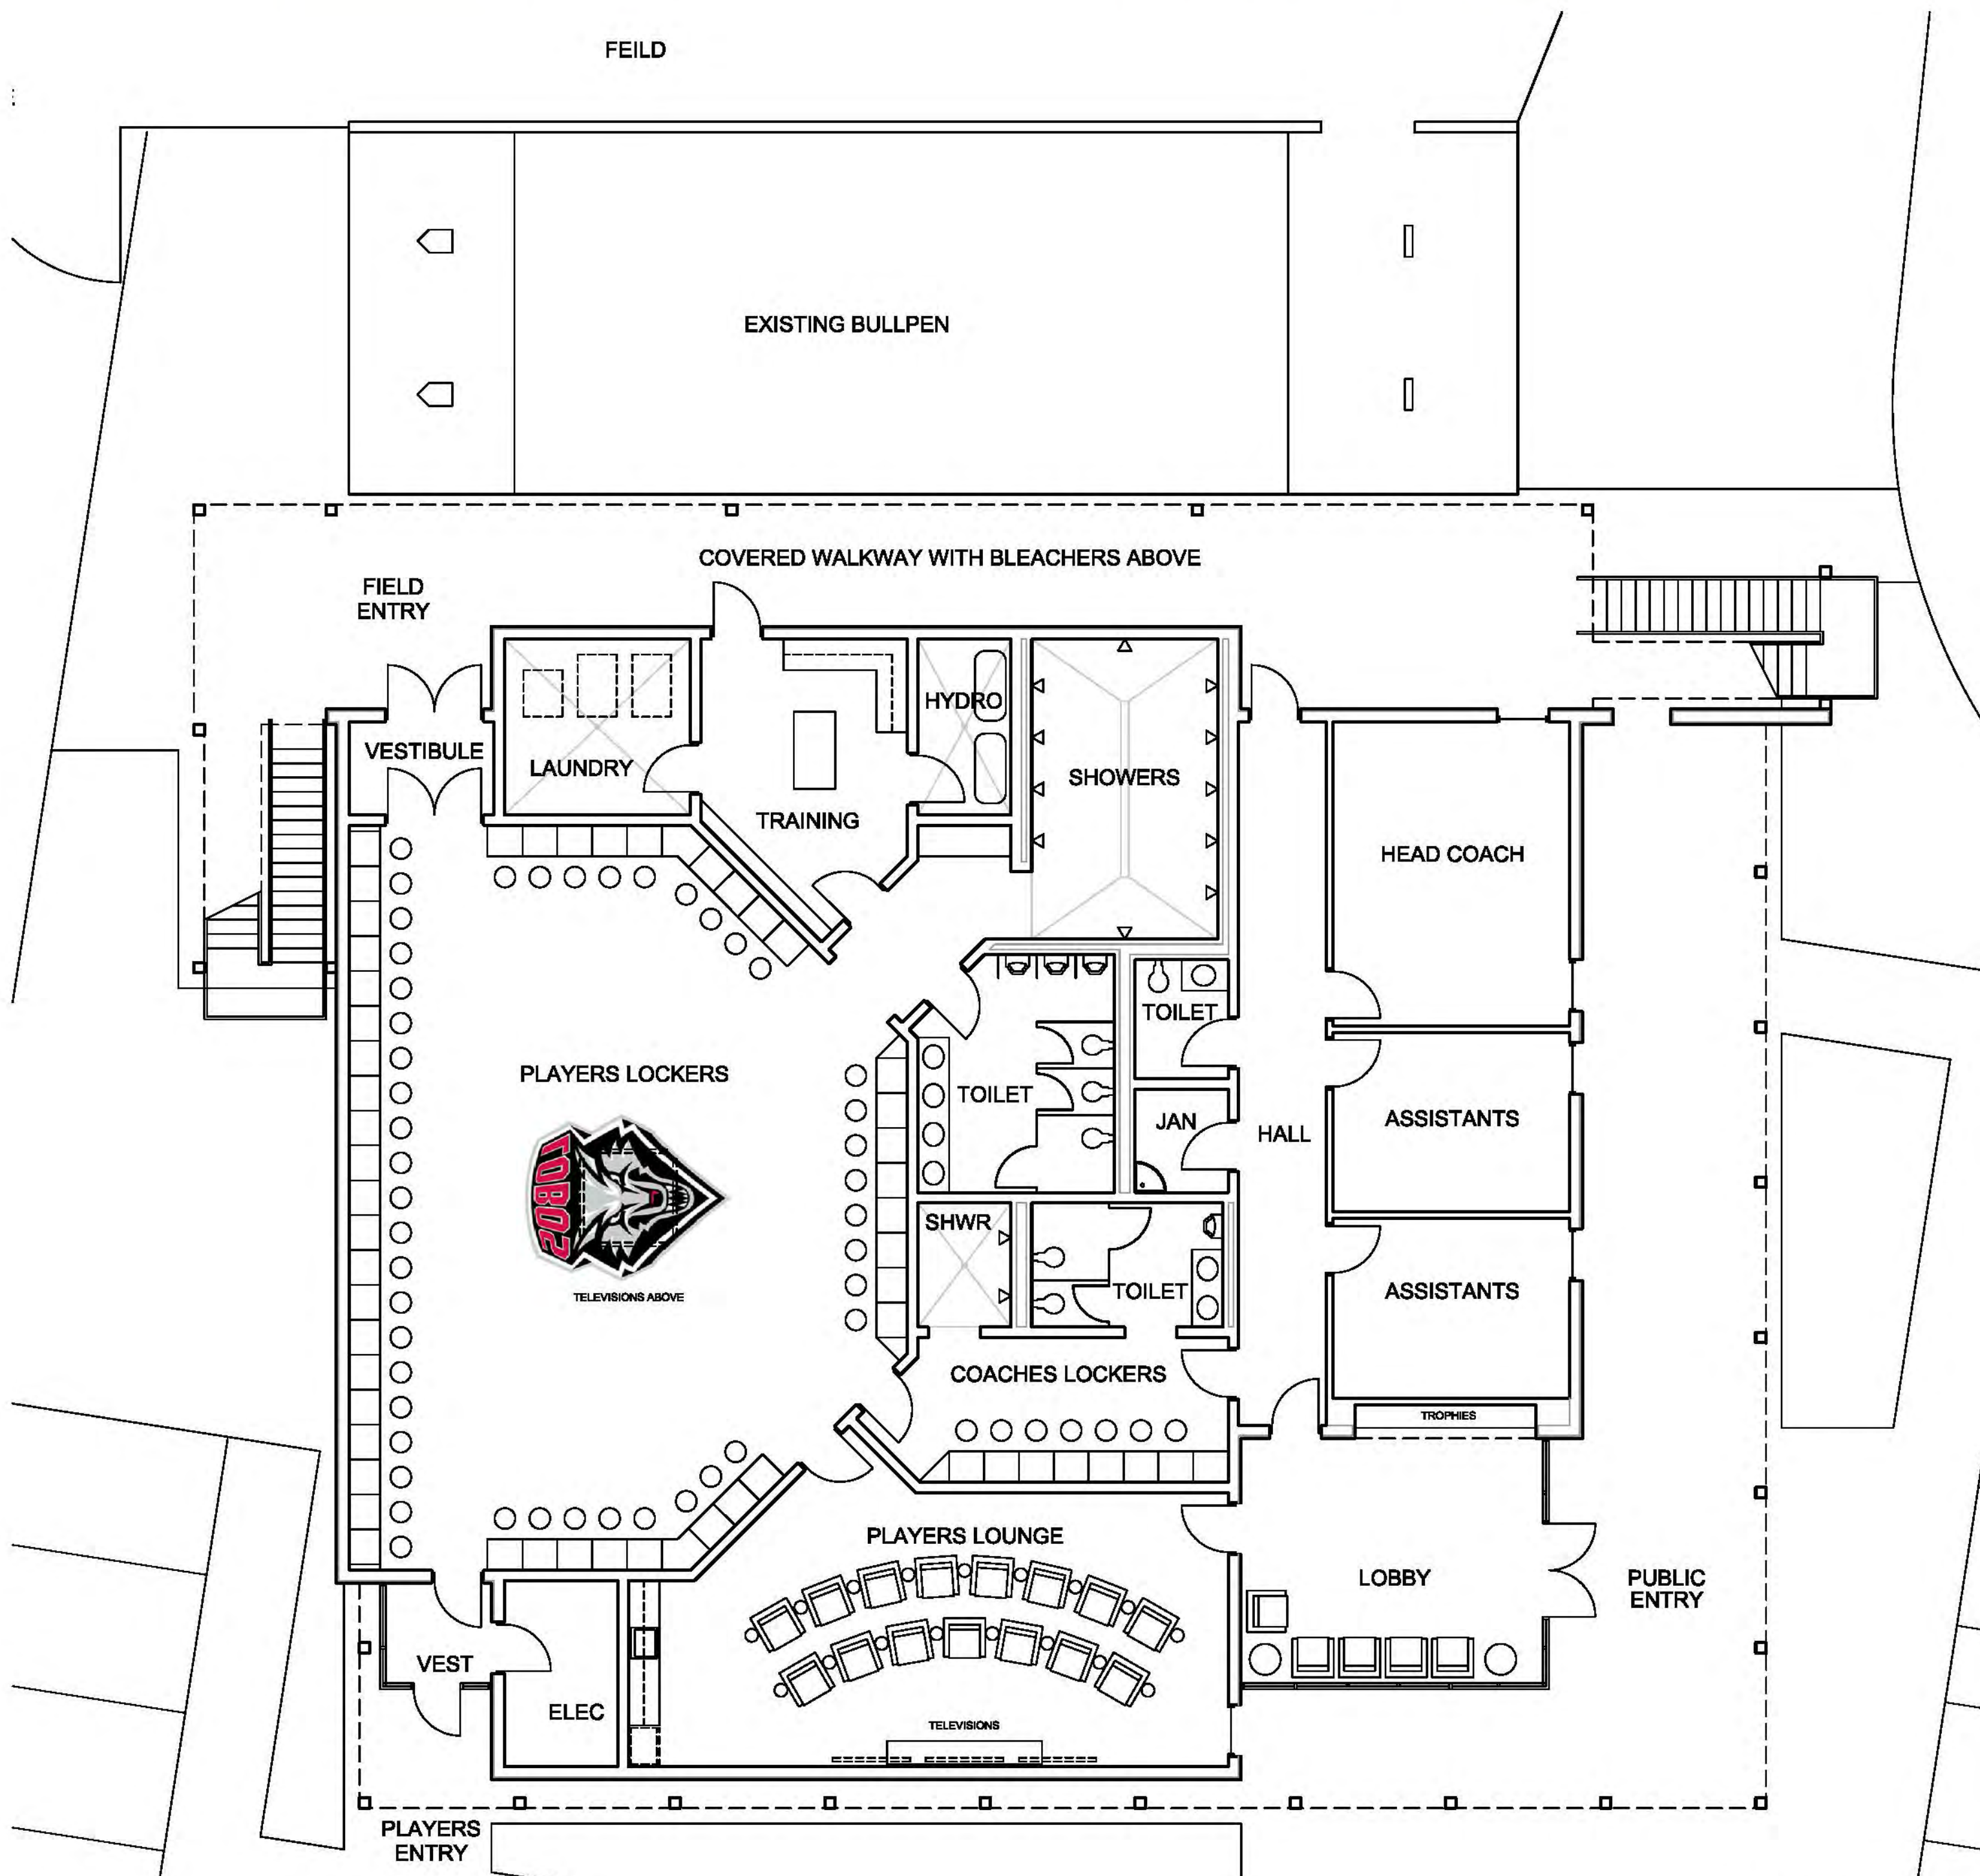 FEILD
EXISTING BULLPEN
COVERED WALKWAY WITH BLEACHERS ABOVE
FIELD
ENTRY
VESTIBULE
LAUNDRY
TRAINING
HYDRO
SHOWERS
HEAD COACH
TOILET
PLAYERS LOCKERS
TOILET
JAN
HALL
ASSISTANTS
LOBOS
SHWR
TOILET
ASSISTANTS
TELEVISIONS ABOVE
COACHES LOCKERS
TROPHIES
PLAYERS LOUNGE
LOBBY
PUBLIC
ENTRY
VEST
ELEC
TELEVISIONS
PLAYERS
ENTRY